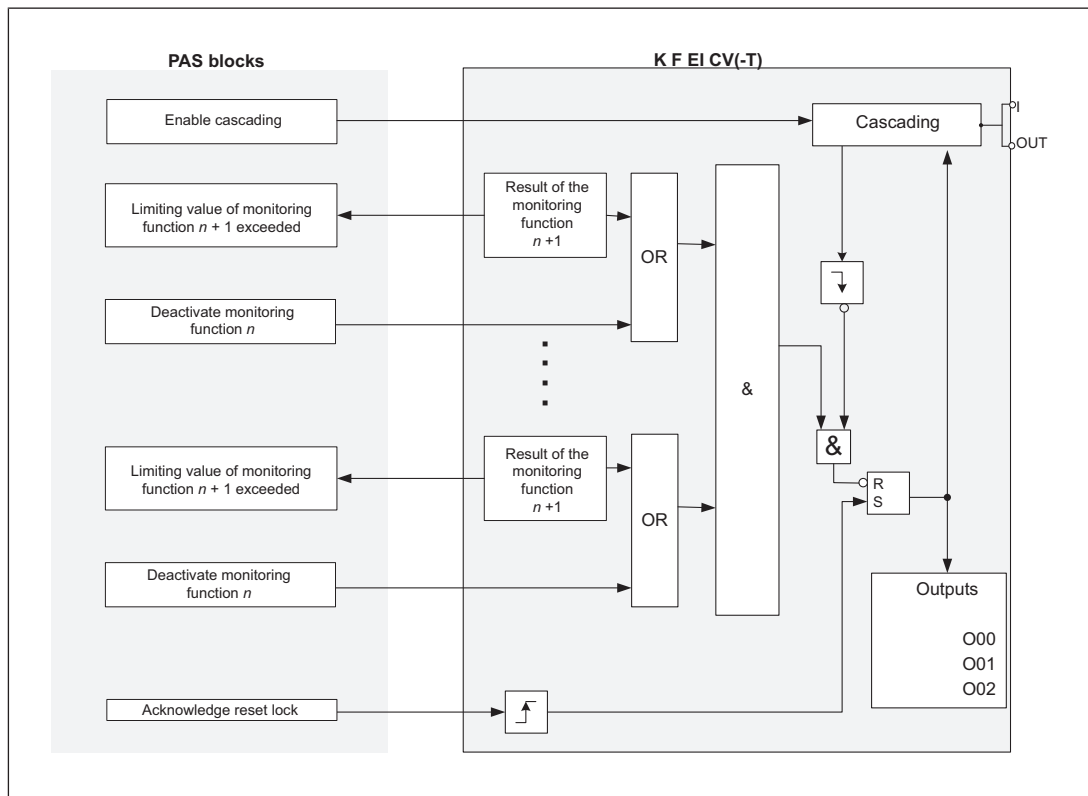 PAS blocks
K F EI CV(-T)
Enable cascading
Cascading
I
OUT
Limiting value of monitoring
function n + 1 exceeded
Result of the
monitoring
function
n +1
OR
Deactivate monitoring
function n
&
&
Limiting value of monitoring
function n + 1 exceeded
Result of the
monitoring
function
n +1
OR
R
S
Deactivate monitoring
function n
Outputs
O00
O01
O02
Acknowledge reset lock